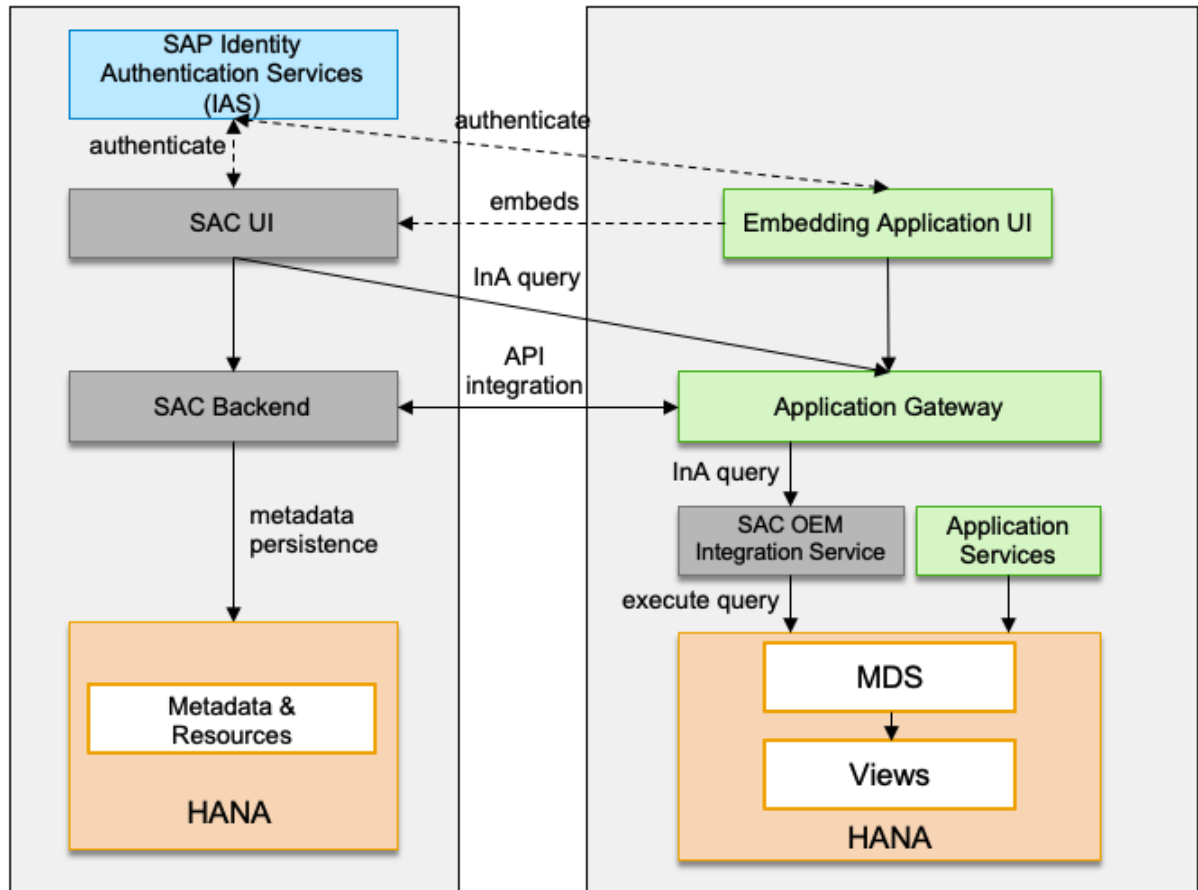 SAP Identity
Authentication Services
(IAS)
authenticate
authenticate
SAC UI
embeds
Embedding Application UI
InA query
API
integration
SAC Backend
Application Gateway
InA query
metadata
persistence
SAC OEM
Integration Service
Application
Services
execute query
MDS
Metadata &
Resources
Views
HANA
HANA